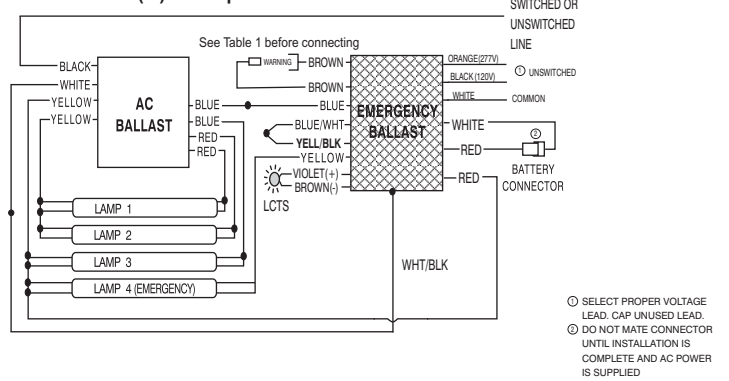 SWITCHED OR
UNSWITCHED
LINE
See Table 1 before connecting
BLACK
WHITE
YELLOW
YELLOW
AC
BALLAST
BLUE
BLUE
RED
RED
WARNING
BROWN
BROWN
BLUE
BLUE/WHT
YELL/BLK
YELLOW
VIOLET(+)
BROWN(-)
LCTS
EMERGENCY
BALLAST
ORANGE(277V)
BLACK (120V)
① UNSWITCHED
WHITE
COMMON
WHITE
②
RED
BATTERY
CONNECTOR
RED
LAMP 1
LAMP 2
LAMP 3
LAMP 4 (EMERGENCY)
WHT/BLK
① SELECT PROPER VOLTAGE
LEAD. CAP UNUSED LEAD.
② DO NOT MATE CONNECTOR
UNTIL INSTALLATION IS
COMPLETE AND AC POWER
IS SUPPLIED